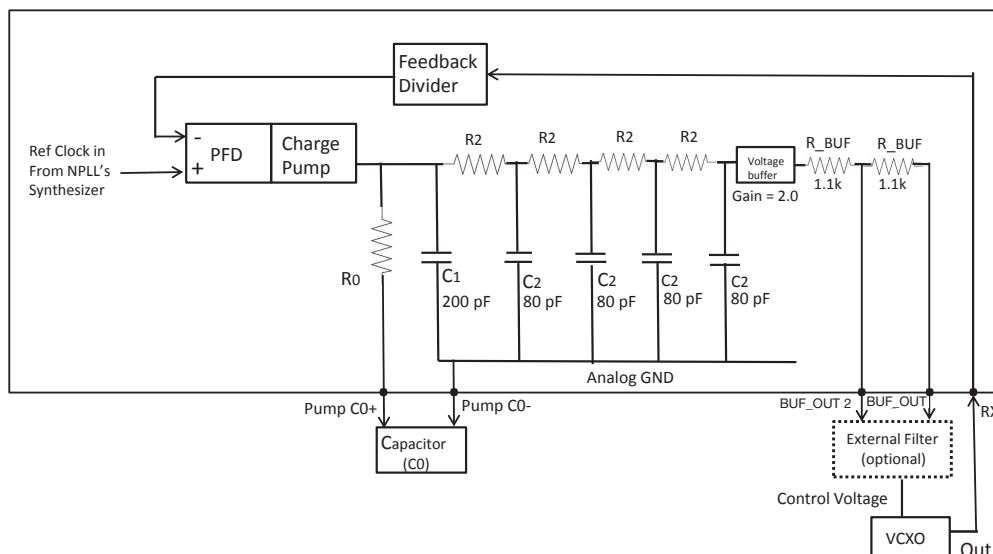 Feedback
Divider
R2
R2
R2
R2
R_BUF
R_BUF
-
+
PFD
Charge
Pump
Ref Clock in
From NPLL's
Synthesizer
Voltage
buffer
1.1k
1.1k
Gain = 2.0
R0
C1
200 pF
C2
80 pF
C2
80 pF
C2
80 pF
C2
80 pF
Analog GND
Pump C0+
Pump C0-
BUF_OUT 2
BUF_OUT
RX
Capacitor
(C0)
External Filter
(optional)
Control Voltage
VCXO
Out